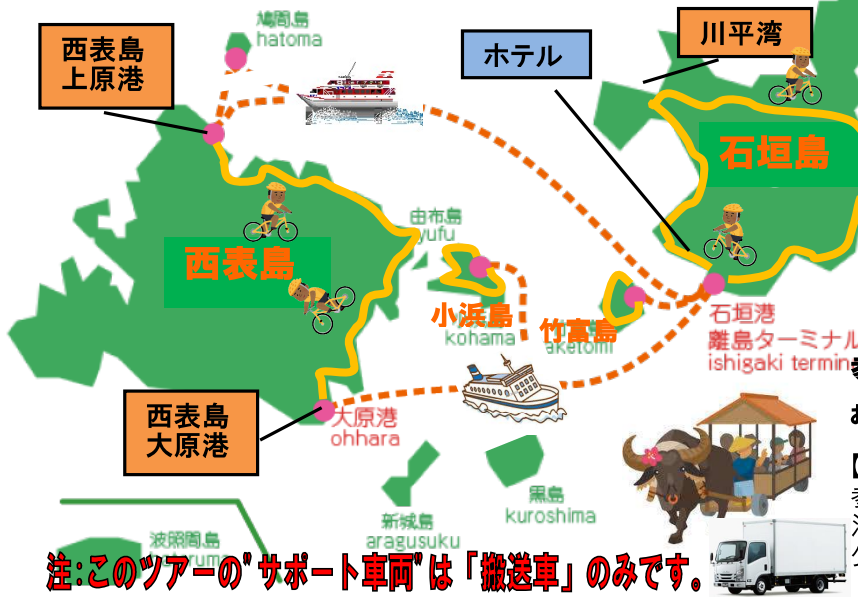 鳩間島
hatoma
西表島
上原港
ホテル
川平湾
石垣島
由布島
yufu
西表島
小浜島
kohama
竹富島
aketomi
石垣港
離島ターミナル
ishigaki termin
西表島
大原港
大原港
ohhara
黒島
kuroshima
新城島
aragusuku
波照間島
注:このツアーの"サポート車両"は「搬送車」のみです。